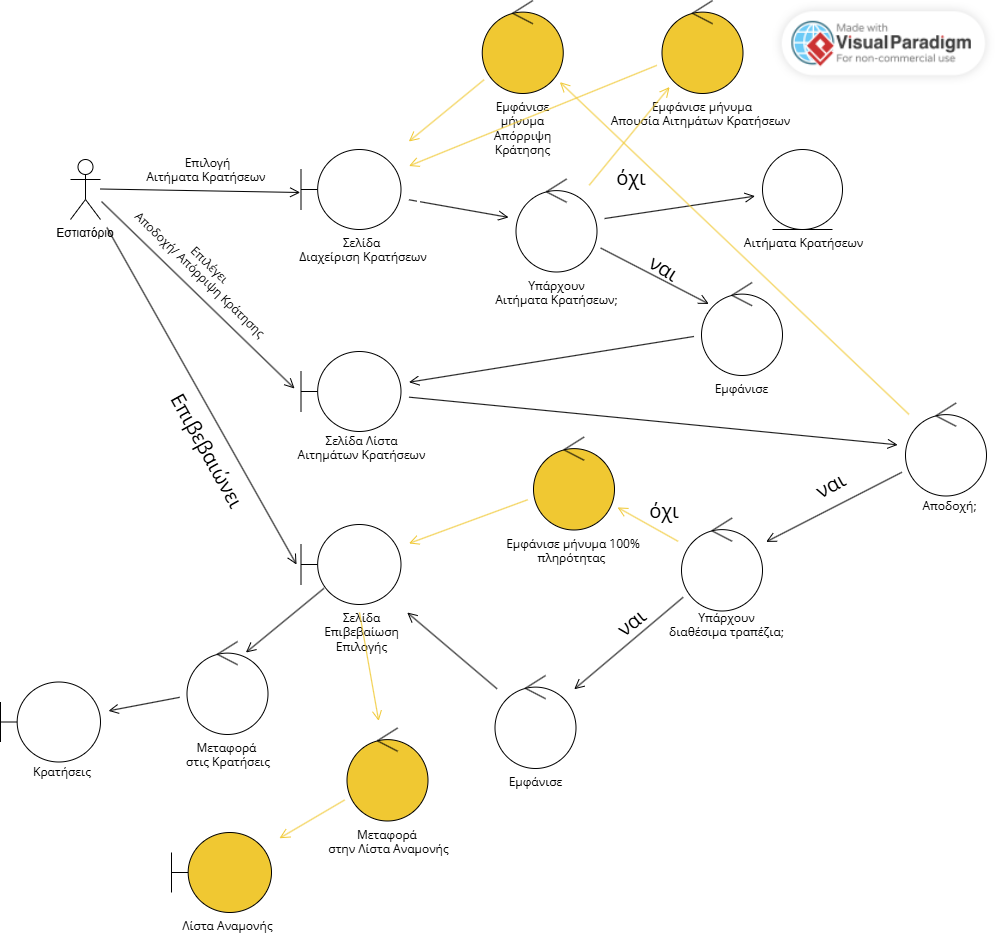 Made with
Visual Paradigm
For non-commercial use
Εμφάνισε
μήνυμα
Απόρριψη
Κράτησης
Εμφάνισε μήνυμα
Απουσία Αιτημάτων Κρατήσεων
Επιλογή
Αιτήματα Κρατήσεων
όχι
Εστιατόριο
Σελίδα
Διαχείριση Κρατήσεων
Αιτήματα Κρατήσεων
Επιλέγει
Αποδοχή/ Απόρριψη Κράτησης
Υπάρχουν
Αιτήματα Κρατήσεων;
ναι
Εμφάνισε
Σελίδα Λίστα
Αιτημάτων Κρατήσεων
Επιβεβαιώνει
Αποδοχή;
ναι
όχι
Εμφάνισε μήνυμα 100%
πληρότητας
Σελίδα
Επιβεβαίωση
Επιλογής
Υπάρχουν
διαθέσιμα τραπέζια;
ναι
Μεταφορά
στις Κρατήσεις
Κρατήσεις
Εμφάνισε
Μεταφορά
στην Λίστα Αναμονής
Λίστα Αναμονής